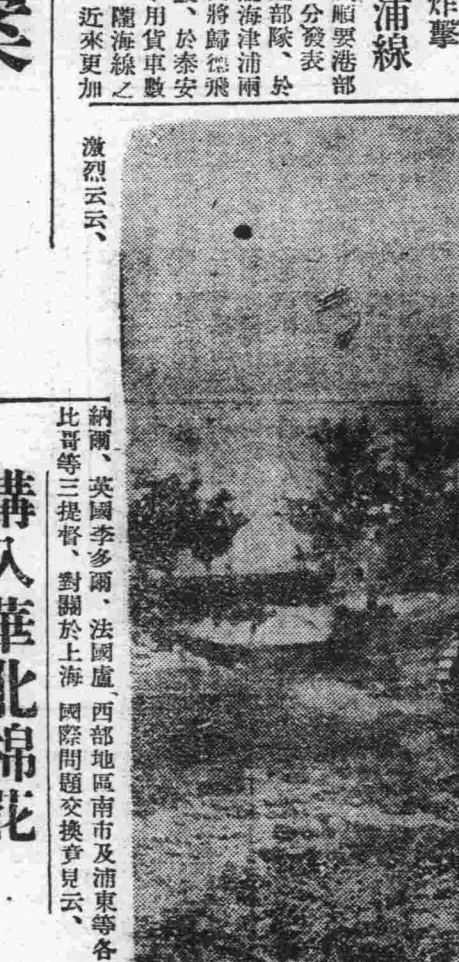 炸擊
浦線
順要港部
分發表
部隊、於
海津浦兩
將歸德飛
、於泰安
用貨車數
隴海線之
近來更加
激烈云云、
納爾、英國李多爾、法國盧、西部地區南市及浦東等各
比哥等三提督、對關於上海 國際問題交換意見云、
購入華北棉花